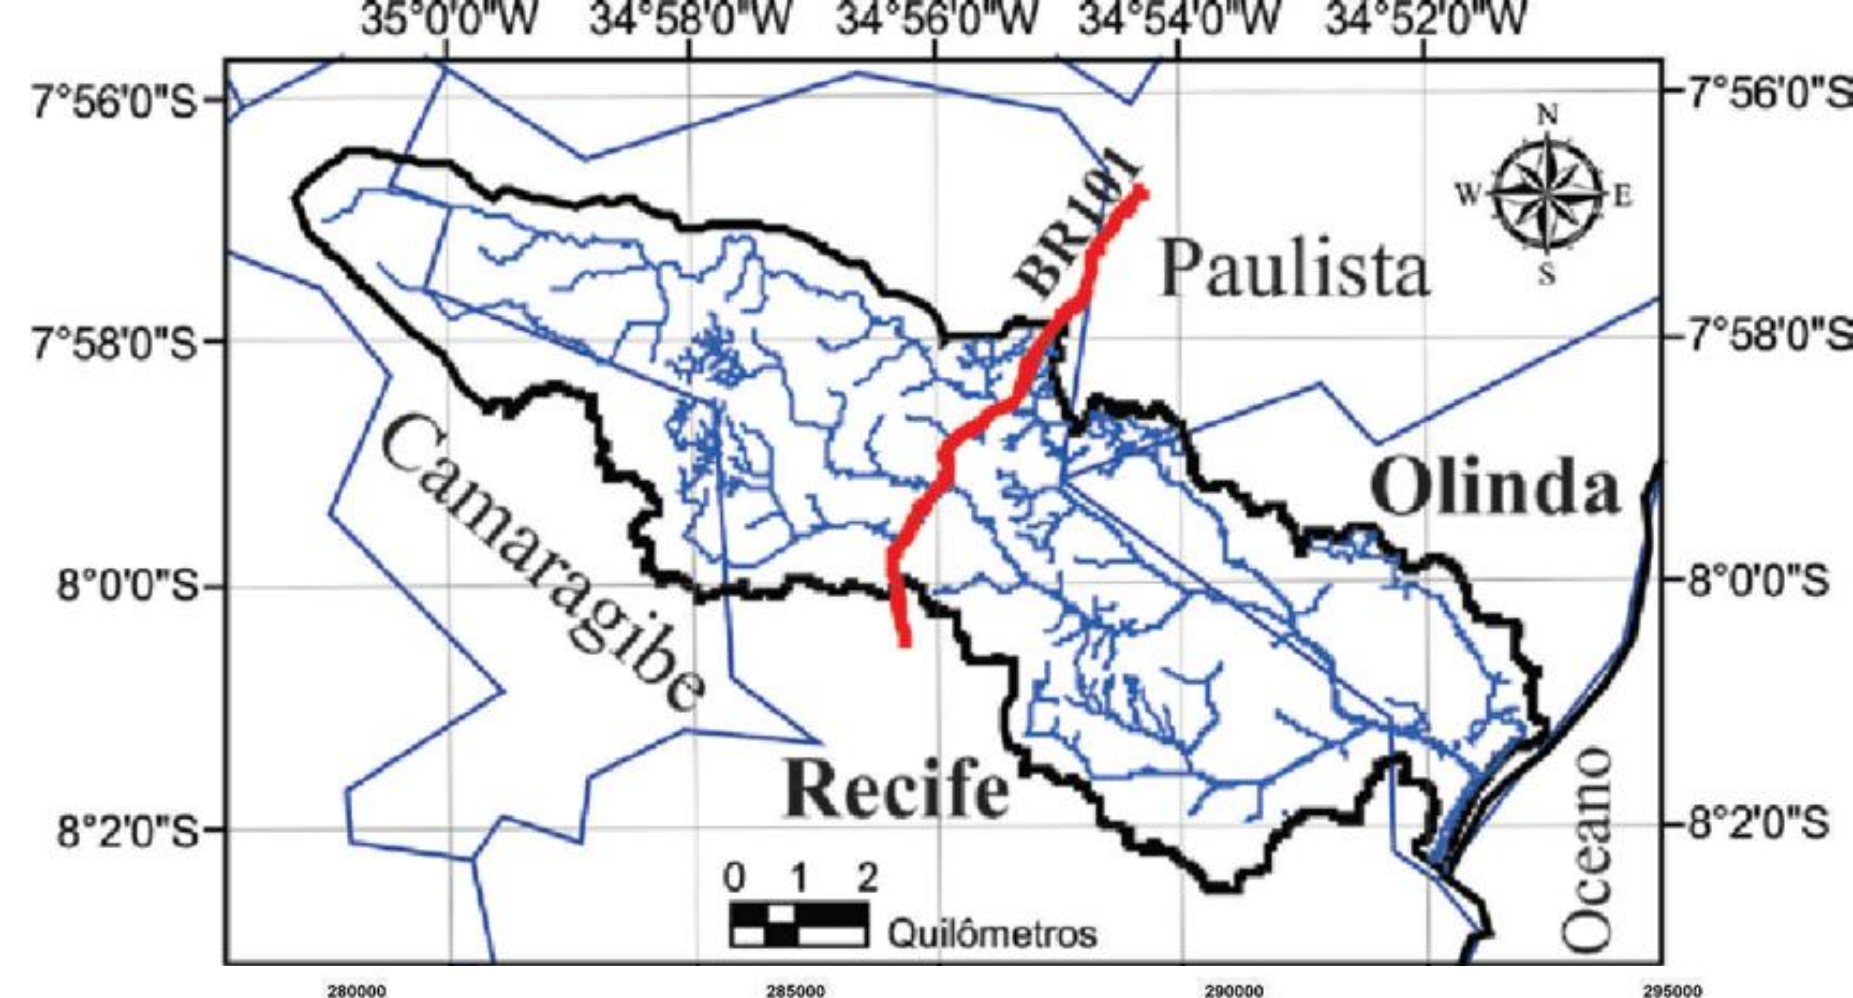 35°0'0"W 34°58'0"W 34°56'0"W 34°54'0"W 34°52'0"W
7°56'0"S 7°56'0"S
N
W E
S
BR101
Paulista
7°58'0"S 7°58'0"S
Camaragibe
Olinda
8°0'0"S 8°0'0"S
Recife
Oceano
8°2'0"S 8°2'0"S
0 1 2
Quilômetros
280000 285000 290000 295000